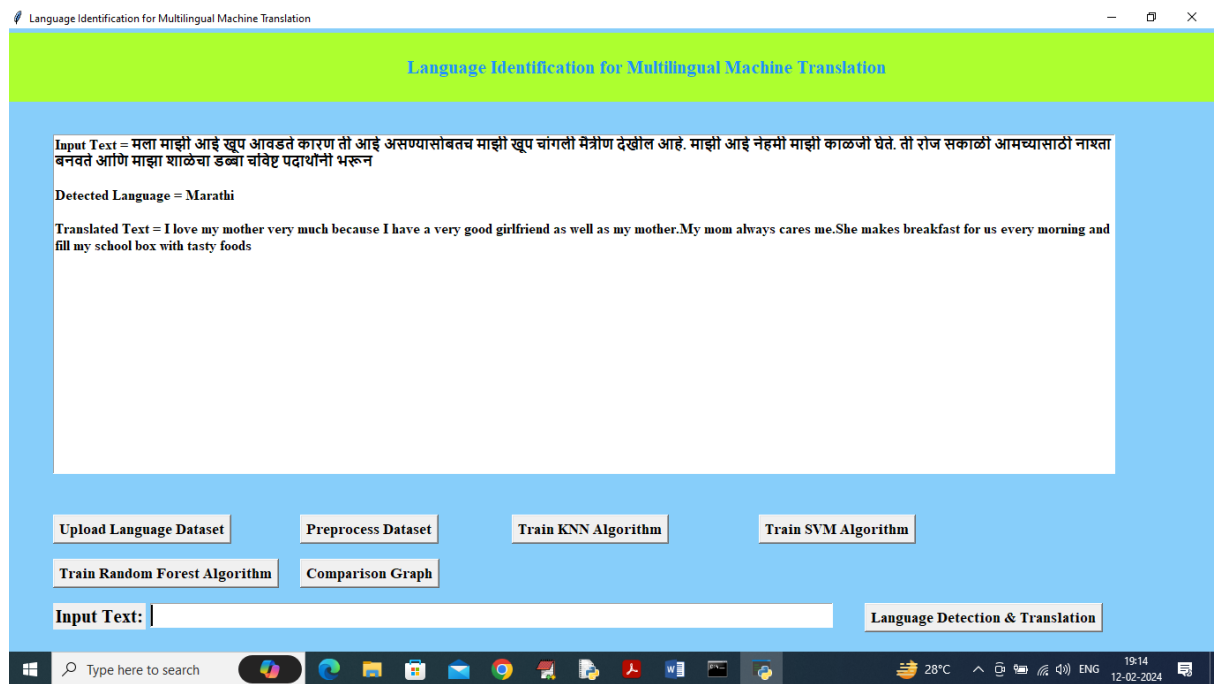 Language Identification for Multilingual Machine Translation
Language Identification for Multilingual Machine Translation
Input Text = मला माझी आई खूप आवडते कारण ती आई असण्यासोबतच माझी खूप चांगली मैत्रीण देखील आहे. माझी आई नेहमी माझी काळजी घेते. ती रोज सकाळी आमच्यासाठी नाश्ता
बनवते आणि माझा शाळेचा डब्बा चविष्ट पदार्थांनी भरून
Detected Language = Marathi
Translated Text = I love my mother very much because I have a very good girlfriend as well as my mother.My mom always cares me.She makes breakfast for us every morning and
fill my school box with tasty foods
Upload Language Dataset
Preprocess Dataset
Train KNN Algorithm
Train SVM Algorithm
Train Random Forest Algorithm
Comparison Graph
Input Text:
Language Detection & Translation
Type here to search
28°C
ENG
19:14
12-02-2024